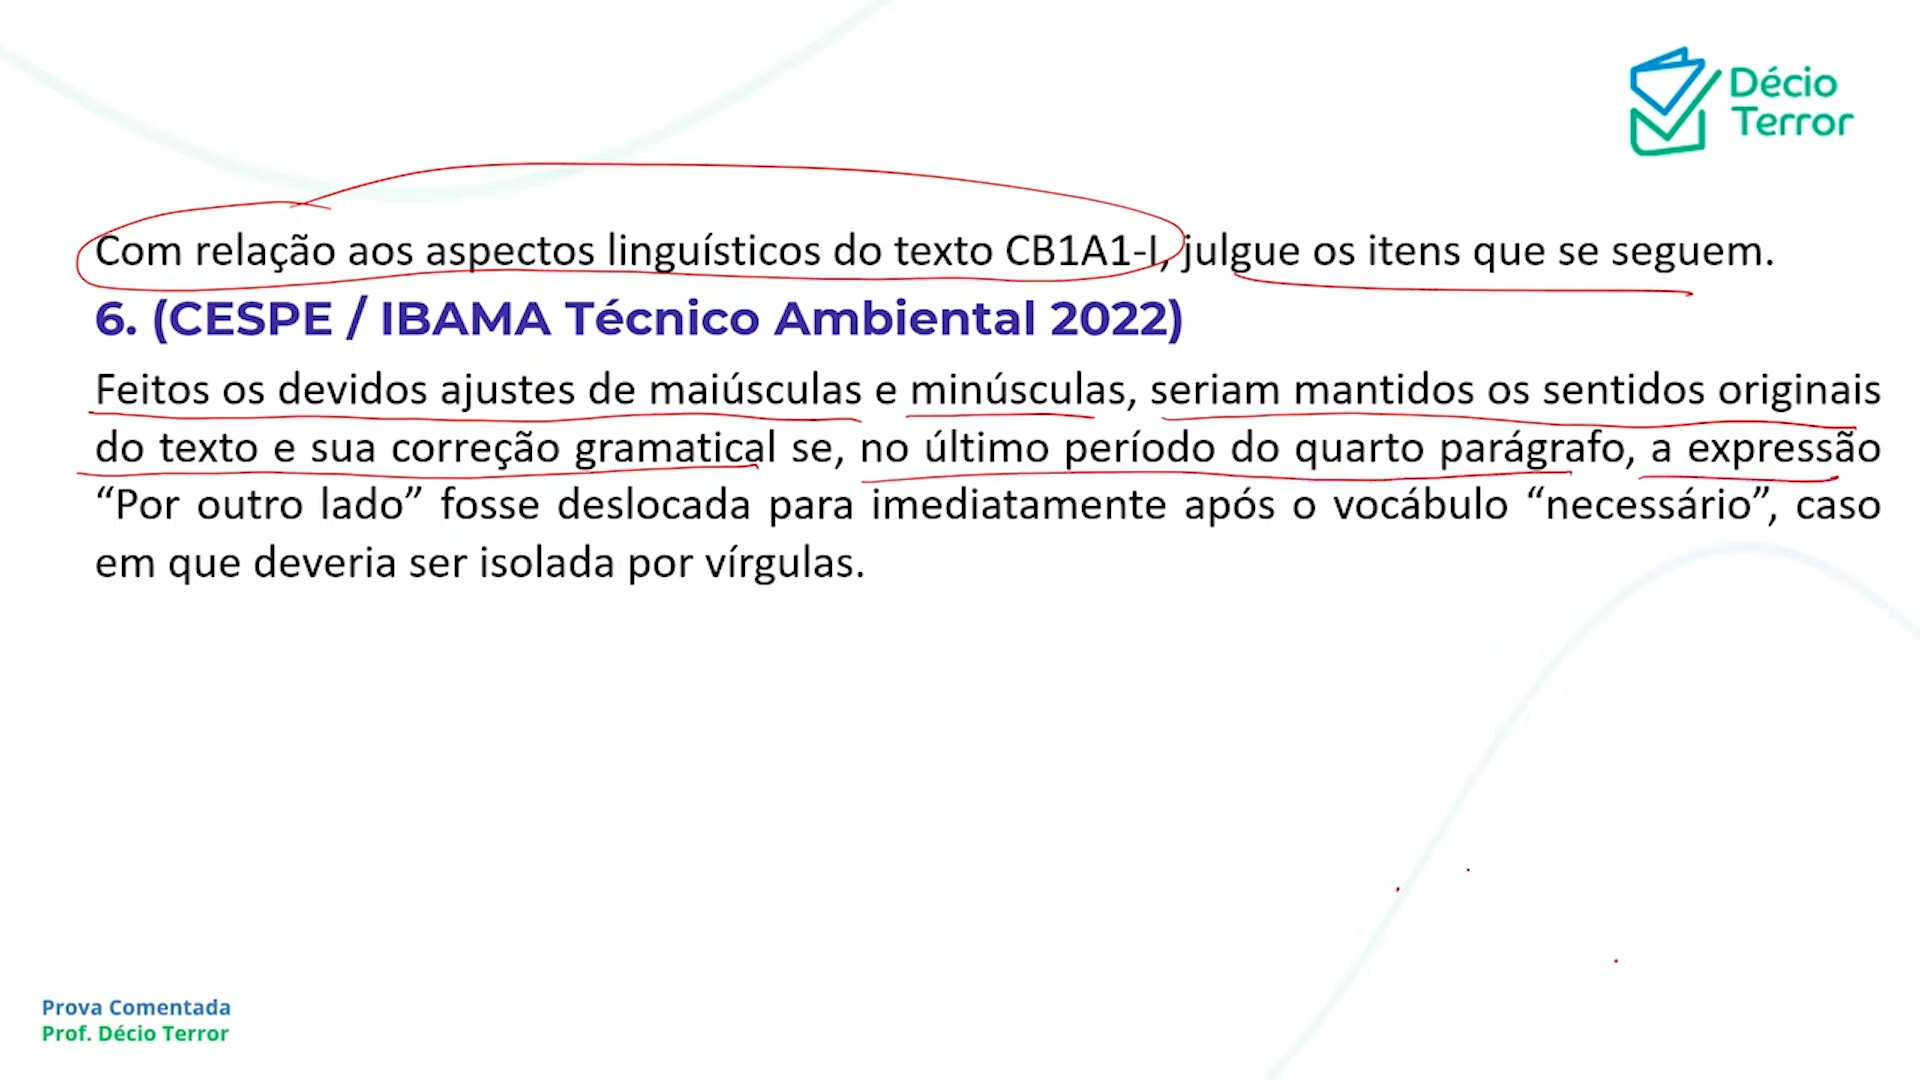 Décio
Terror
Com relação aos aspectos linguísticos do texto CB1A1-I, julgue os itens que se seguem.
6. (CESPE / IBAMA Técnico Ambiental 2022)
Feitos os devidos ajustes de maiúsculas e minúsculas, seriam mantidos os sentidos originais
do texto e sua correção gramatical se, no último período do quarto parágrafo, a expressão
“Por outro lado” fosse deslocada para imediatamente após o vocábulo “necessário”, caso
em que deveria ser isolada por vírgulas.
Prova Comentada
Prof. Décio Terror